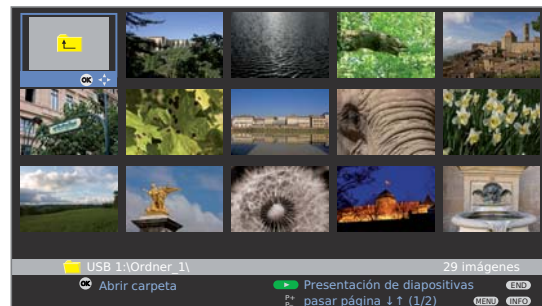 OK
USB 1:\Ordner_1\ 29 imágenes
OK Abrir carpeta Presentación de diapositivas END
P+ P- pasar página ↓↑ (1/2) MENU INFO